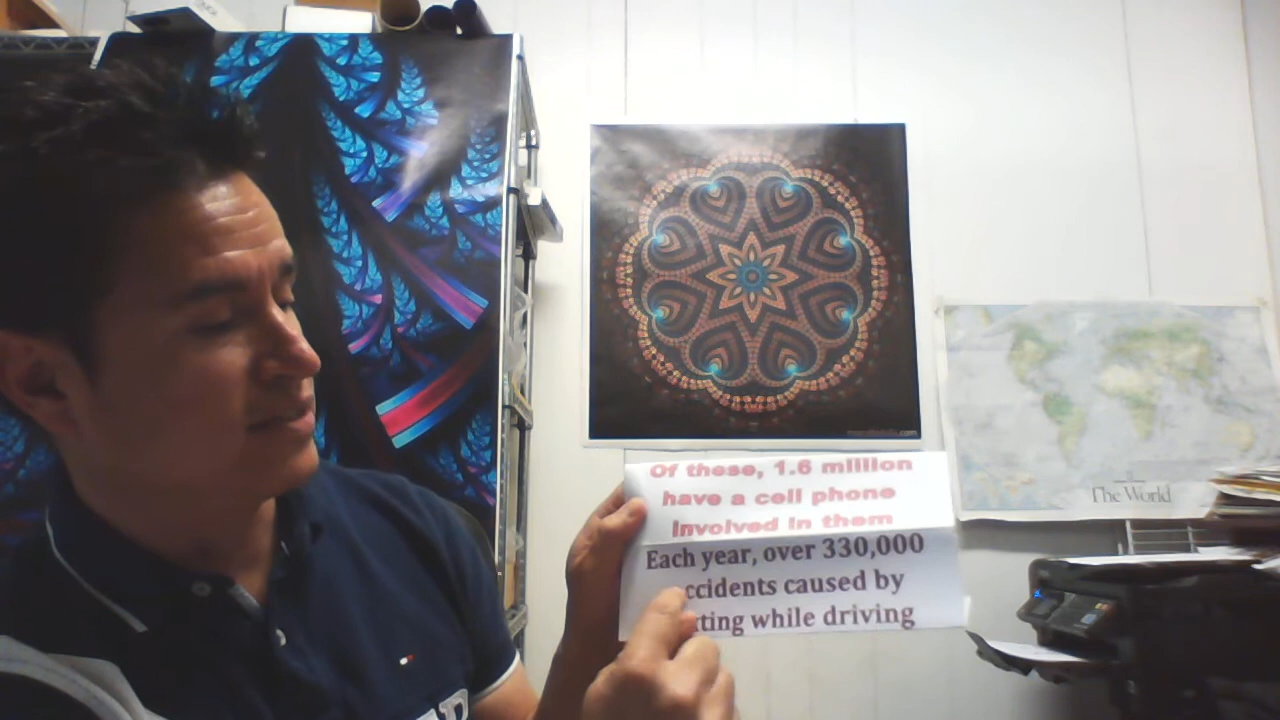 Of these, 1.6 million
have a cell phone
involved in them
Each year, over 330,000
ccidents caused by
ting while driving
The World